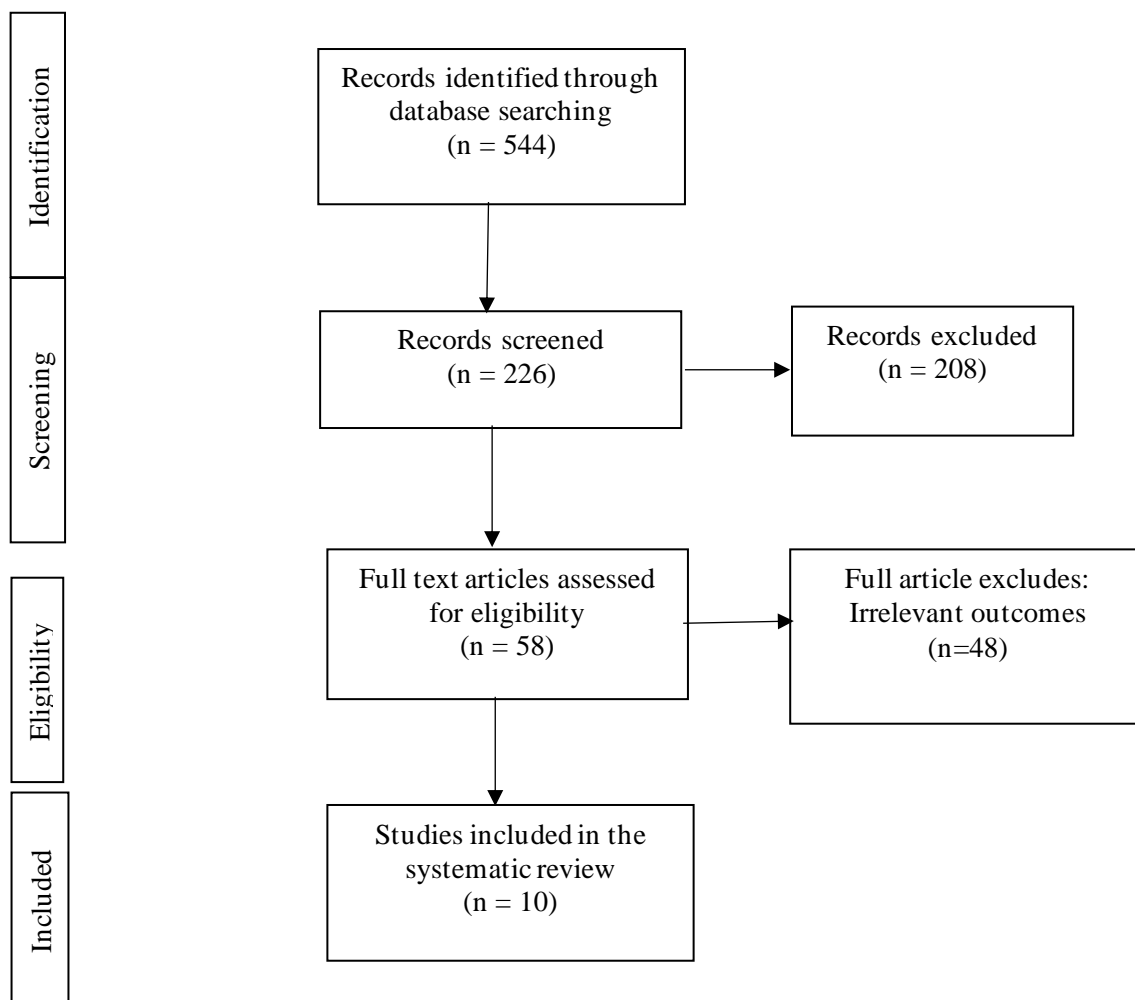 Identification
Records identified through
database searching
(n = 544)
Screening
Records screened
(n = 226)
Records excluded
(n = 208)
Eligibility
Full text articles assessed
for eligibility
(n = 58)
Full article excludes:
Irrelevant outcomes
(n=48)
Included
Studies included in the
systematic review
(n = 10)